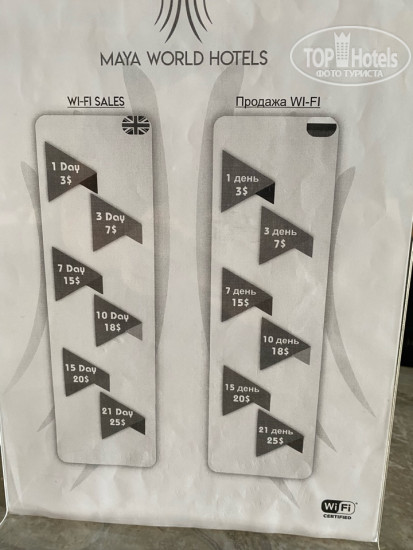 TOP Hotels
ФОТО ТУРИСТА
MAYA WORLD HOTELS
WI-FI SALES
1 Day
3$
3 Day
7$
7 Day
15$
10 Day
18$
15 Day
20$
21 Day
25$
Продажа WI-FI
1 день
3$
3 день
7$
7 день
15$
10 день
18$
15 день
20$
21 день
25$
Wi Fi
CERTIFIED